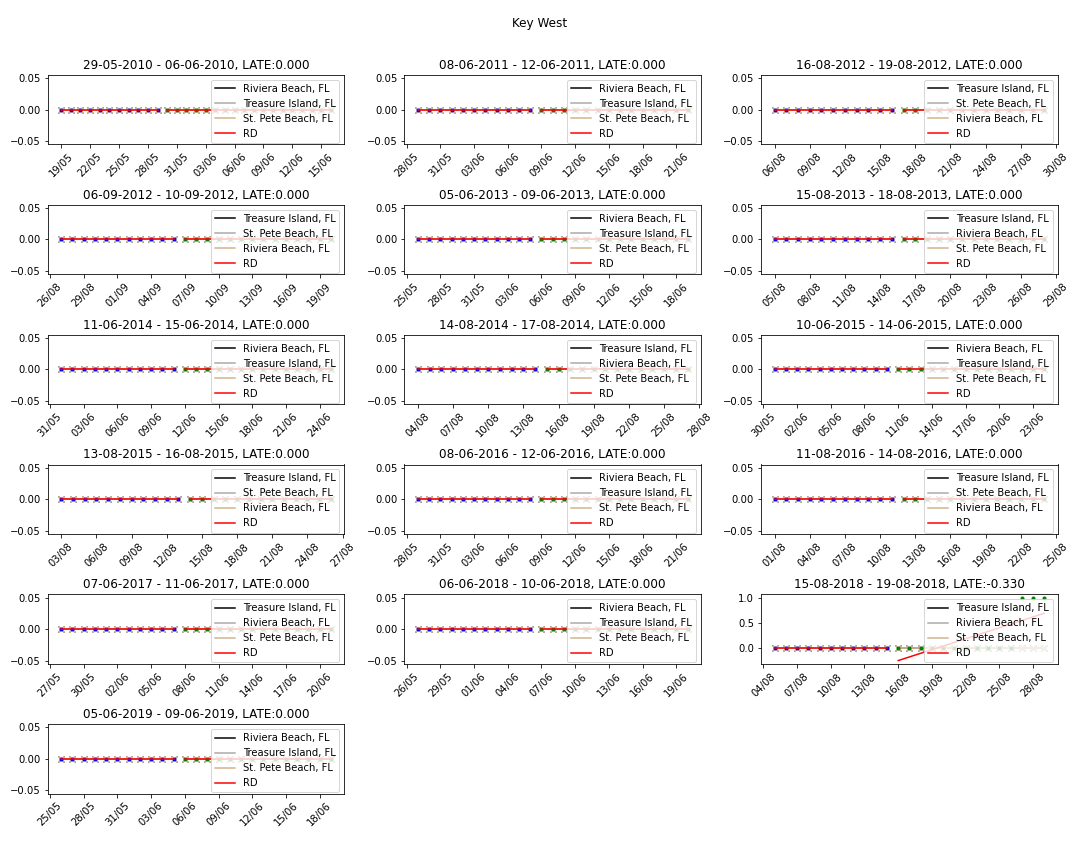 Key West
29-05-2010 - 06-06-2010, LATE:0.000
0.05
0.00
−0.05
Riviera Beach, FL
Treasure Island, FL
St. Pete Beach, FL
RD
19/05 22/05 25/05 28/05 31/05 03/06 06/06 09/06 12/06 15/06
08-06-2011 - 12-06-2011, LATE:0.000
0.05
0.00
−0.05
Riviera Beach, FL
Treasure Island, FL
St. Pete Beach, FL
RD
28/05 31/05 03/06 06/06 09/06 12/06 15/06 18/06 21/06
16-08-2012 - 19-08-2012, LATE:0.000
0.05
0.00
−0.05
Treasure Island, FL
St. Pete Beach, FL
Riviera Beach, FL
RD
06/08 09/08 12/08 15/08 18/08 21/08 24/08 27/08 30/08
06-09-2012 - 10-09-2012, LATE:0.000
0.05
0.00
−0.05
Treasure Island, FL
St. Pete Beach, FL
Riviera Beach, FL
RD
26/08 29/08 01/09 04/09 07/09 10/09 13/09 16/09 19/09
05-06-2013 - 09-06-2013, LATE:0.000
0.05
0.00
−0.05
Riviera Beach, FL
Treasure Island, FL
St. Pete Beach, FL
RD
25/05 28/05 31/05 03/06 06/06 09/06 12/06 15/06 18/06
15-08-2013 - 18-08-2013, LATE:0.000
0.05
0.00
−0.05
Treasure Island, FL
Riviera Beach, FL
St. Pete Beach, FL
RD
05/08 08/08 11/08 14/08 17/08 20/08 23/08 26/08 29/08
11-06-2014 - 15-06-2014, LATE:0.000
0.05
0.00
−0.05
Riviera Beach, FL
Treasure Island, FL
St. Pete Beach, FL
RD
31/05 03/06 06/06 09/06 12/06 15/06 18/06 21/06 24/06
14-08-2014 - 17-08-2014, LATE:0.000
0.05
0.00
−0.05
Treasure Island, FL
Riviera Beach, FL
St. Pete Beach, FL
RD
04/08 07/08 10/08 13/08 16/08 19/08 22/08 25/08 28/08
10-06-2015 - 14-06-2015, LATE:0.000
0.05
0.00
−0.05
Riviera Beach, FL
Treasure Island, FL
St. Pete Beach, FL
RD
30/05 02/06 05/06 08/06 11/06 14/06 17/06 20/06 23/06
13-08-2015 - 16-08-2015, LATE:0.000
0.05
0.00
−0.05
Treasure Island, FL
St. Pete Beach, FL
Riviera Beach, FL
RD
03/08 06/08 09/08 12/08 15/08 18/08 21/08 24/08 27/08
08-06-2016 - 12-06-2016, LATE:0.000
0.05
0.00
−0.05
Riviera Beach, FL
Treasure Island, FL
St. Pete Beach, FL
RD
28/05 31/05 03/06 06/06 09/06 12/06 15/06 18/06 21/06
11-08-2016 - 14-08-2016, LATE:0.000
0.05
0.00
−0.05
Treasure Island, FL
St. Pete Beach, FL
Riviera Beach, FL
RD
01/08 04/08 07/08 10/08 13/08 16/08 19/08 22/08 25/08
07-06-2017 - 11-06-2017, LATE:0.000
0.05
0.00
−0.05
Treasure Island, FL
Riviera Beach, FL
St. Pete Beach, FL
RD
27/05 30/05 02/06 05/06 08/06 11/06 14/06 17/06 20/06
06-06-2018 - 10-06-2018, LATE:0.000
0.05
0.00
−0.05
Riviera Beach, FL
Treasure Island, FL
St. Pete Beach, FL
RD
26/05 29/05 01/06 04/06 07/06 10/06 13/06 16/06 19/06
15-08-2018 - 19-08-2018, LATE:-0.330
1.0
0.5
0.0
Treasure Island, FL
Riviera Beach, FL
St. Pete Beach, FL
RD
04/08 07/08 10/08 13/08 16/08 19/08 22/08 25/08 28/08
05-06-2019 - 09-06-2019, LATE:0.000
0.05
0.00
−0.05
Riviera Beach, FL
Treasure Island, FL
St. Pete Beach, FL
RD
25/05 28/05 31/05 03/06 06/06 09/06 12/06 15/06 18/06